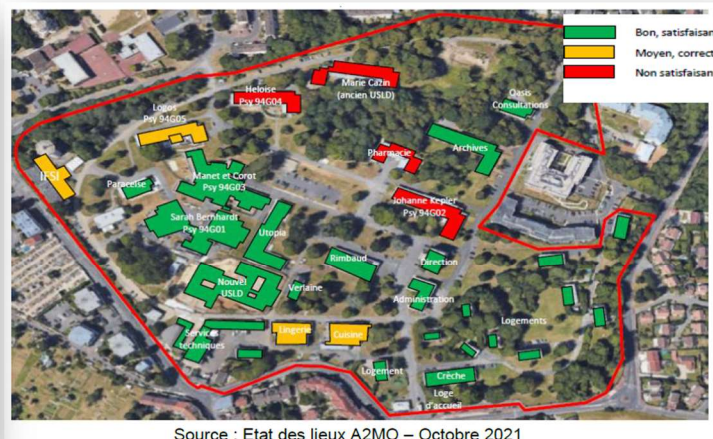 Bon, satisfaisan
Moyen, correct
Non satisfaisan
Marie Cazin
(ancien USLD)
Heloise
Psy 94G04
Oasis
Consultations
Logos
Psy 94G05
Archives
Pharmacie
IFSI
Manet et Corot
Psy 94G03
Paracelse
Johanne Kepler
Psy 94G02
Sarah Bernhardt
Psy 94G01
Utopia
Rimbaud
Direction
Nouvel
USLD
Verlaine
Administration
Logements
Services
techniques
Lingerie
Cuisine
Logement
Crèche
Loge
d'accueil
Source : Etat des lieux A2MO – Octobre 2021